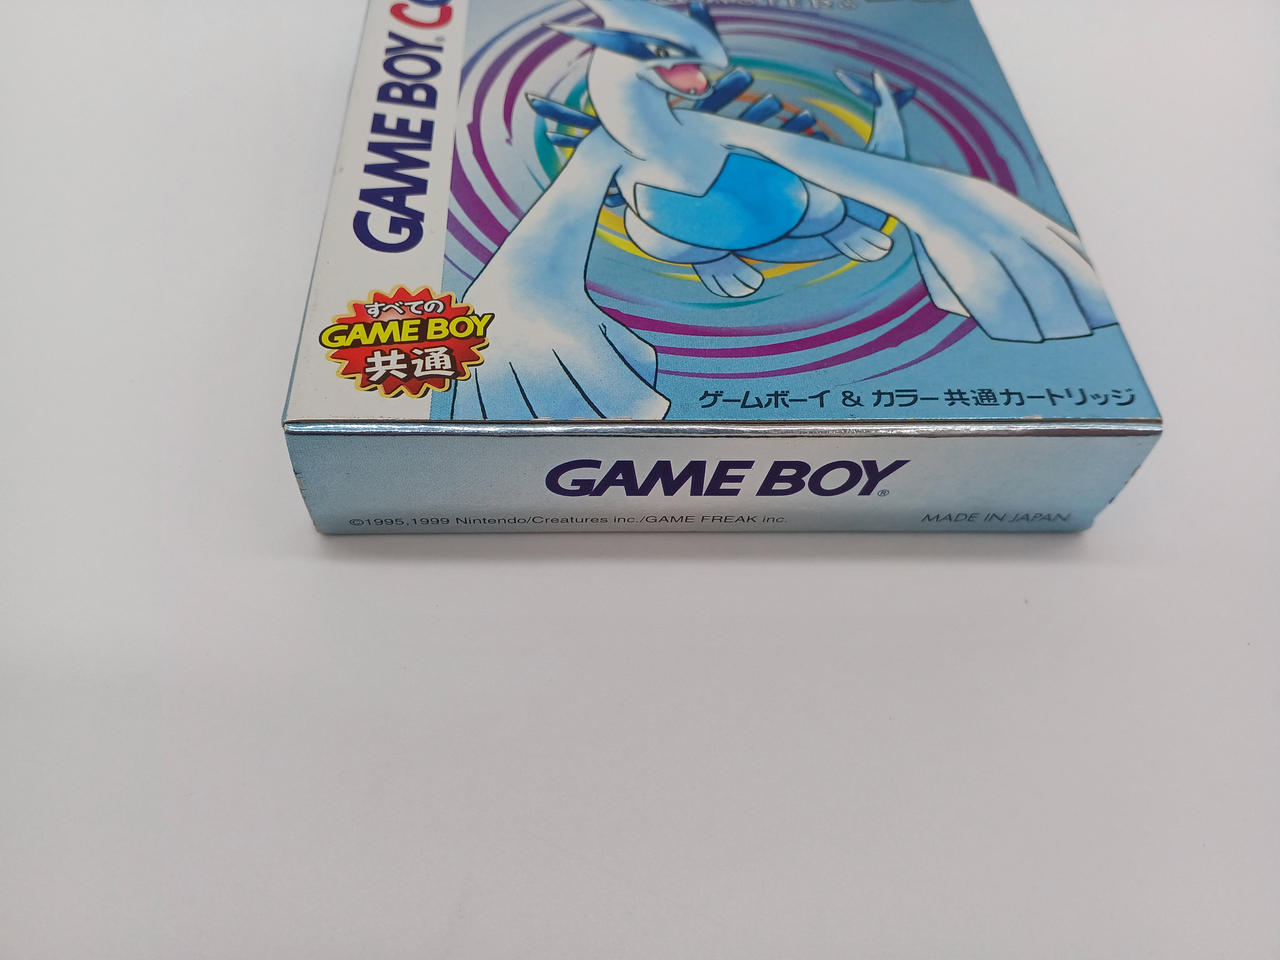 GAME BOY
すべての
GAME BOY
共通
ゲームボーイ & カラー共通カートリッジ
GAME BOY®
©1995,1999 Nintendo/Creatures inc./GAME FREAK inc.
MADE IN JAPAN